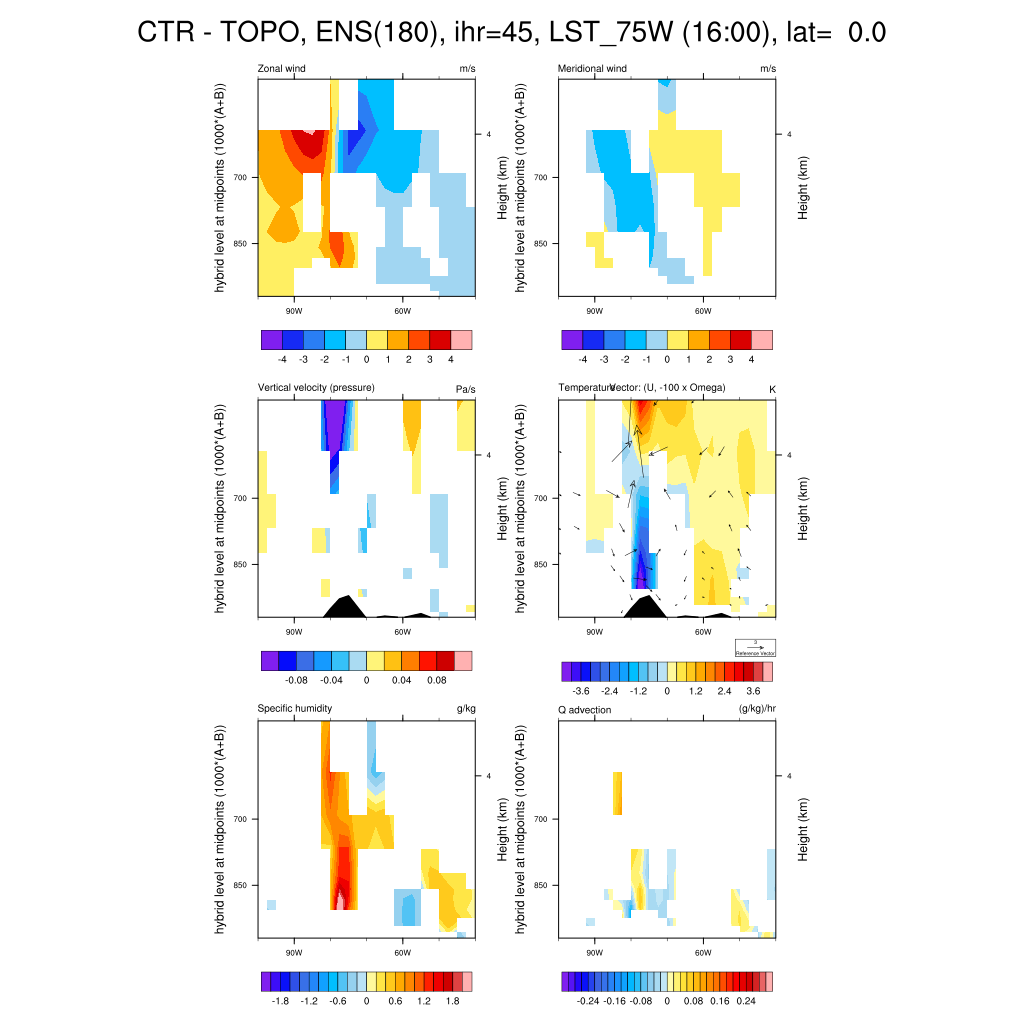 CTR - TOPO, ENS(180), ihr=45, LST_75W (16:00), lat= 0.0
Zonal wind m/s
hybrid level at midpoints (1000*(A+B))
700
850
4
Height (km)
90W 60W
-4 -3 -2 -1 0 1 2 3 4
Meridional wind m/s
hybrid level at midpoints (1000*(A+B))
700
850
4
Height (km)
90W 60W
-4 -3 -2 -1 0 1 2 3 4
Vertical velocity (pressure) Pa/s
hybrid level at midpoints (1000*(A+B))
700
850
4
Height (km)
90W 60W
-0.08 -0.04 0 0.04 0.08
Temperature Vector: (U, -100 x Omega) K
hybrid level at midpoints (1000*(A+B))
700
850
4
Height (km)
90W 60W
3
Reference Vector
-3.6 -2.4 -1.2 0 1.2 2.4 3.6
Specific humidity g/kg
hybrid level at midpoints (1000*(A+B))
700
850
4
Height (km)
90W 60W
-1.8 -1.2 -0.6 0 0.6 1.2 1.8
Q advection (g/kg)/hr
hybrid level at midpoints (1000*(A+B))
700
850
4
Height (km)
90W 60W
-0.24 -0.16 -0.08 0 0.08 0.16 0.24